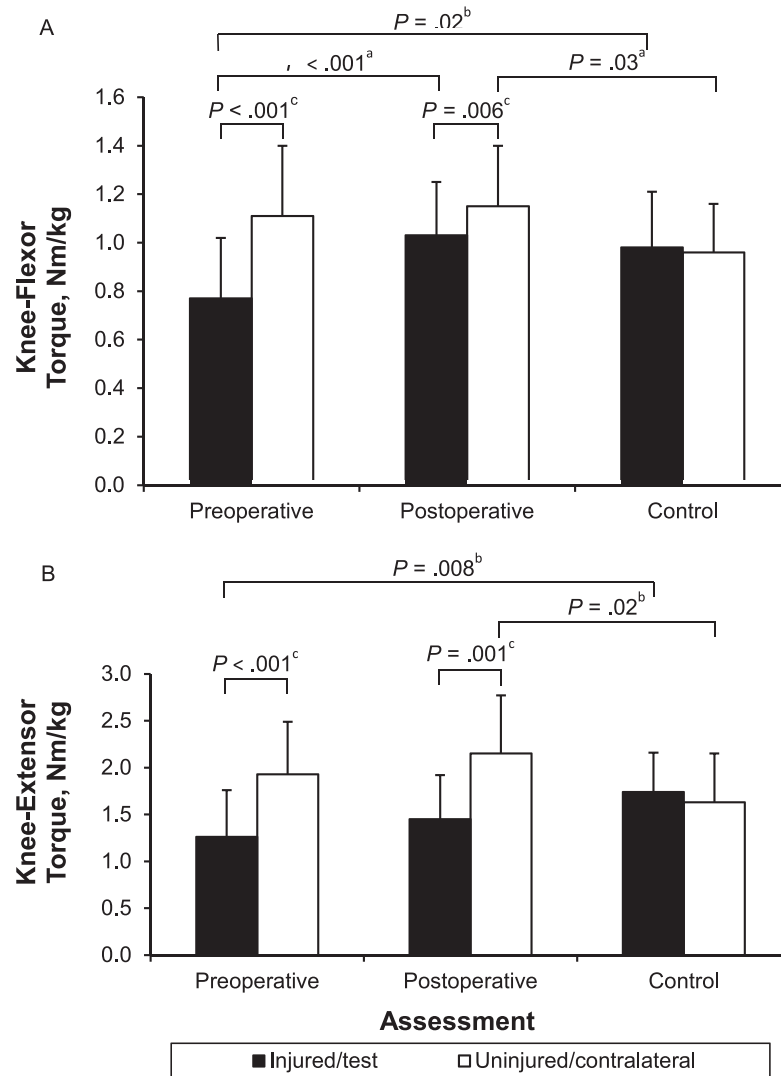 A
P = .02ᵇ
< .001ᵃ
P = .03ᵃ
P < .001ᶜ
P = .006ᶜ
Knee-Flexor
Torque, Nm/kg
1.6
1.4
1.2
1.0
0.8
0.6
0.4
0.2
0.0
Preoperative Postoperative Control
B
P = .008ᵇ
P = .02ᵇ
P < .001ᶜ
P = .001ᶜ
Knee-Extensor
Torque, Nm/kg
3.0
2.5
2.0
1.5
1.0
0.5
0.0
Preoperative Postoperative Control
Assessment
Injured/test Uninjured/contralateral